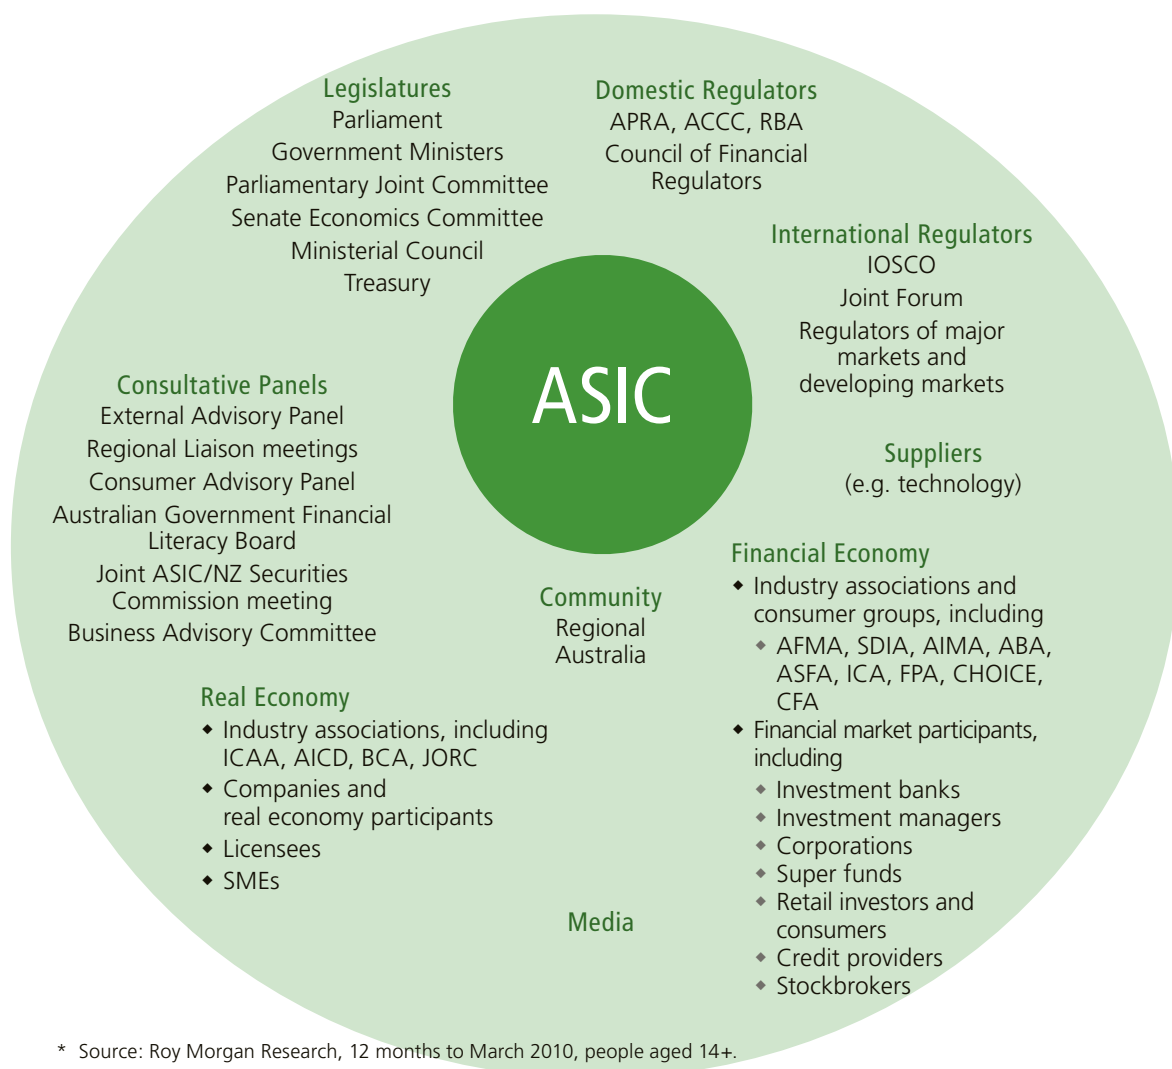 Legislatures
Parliament
Government Ministers
Parliamentary Joint Committee
Senate Economics Committee
Ministerial Council
Treasury
Domestic Regulators
APRA, ACCC, RBA
Council of Financial
Regulators
International Regulators
IOSCO
Joint Forum
Regulators of major
markets and
developing markets
ASIC
Consultative Panels
External Advisory Panel
Regional Liaison meetings
Consumer Advisory Panel
Australian Government Financial
Literacy Board
Joint ASIC/NZ Securities
Commission meeting
Business Advisory Committee
Suppliers
(e.g. technology)
Community
Regional
Australia
Financial Economy
◆ Industry associations and
consumer groups, including
◆ AFMA, SDIA, AIMA, ABA,
ASFA, ICA, FPA, CHOICE,
CFA
◆ Financial market participants,
including
◆ Investment banks
◆ Investment managers
◆ Corporations
◆ Super funds
◆ Retail investors and
consumers
◆ Credit providers
◆ Stockbrokers
Real Economy
◆ Industry associations, including
ICAA, AICD, BCA, JORC
◆ Companies and
real economy participants
◆ Licensees
◆ SMEs
Media
* Source: Roy Morgan Research, 12 months to March 2010, people aged 14+.